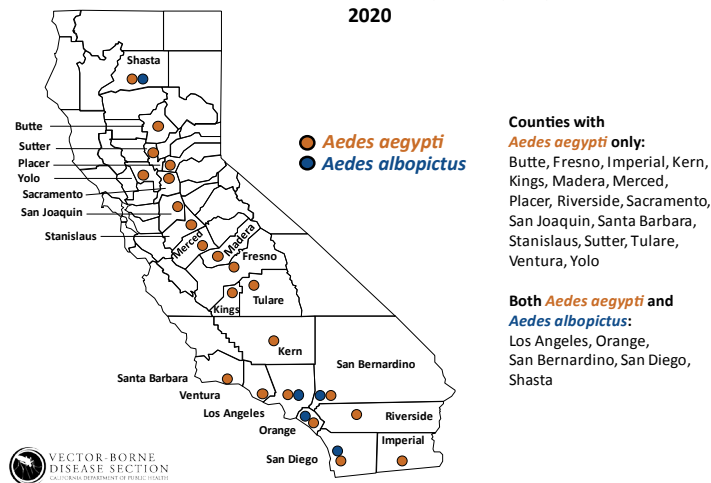 2020
Shasta
Butte
Sutter
Placer
Yolo
Sacramento
San Joaquin
Stanislaus
Merced
Madera
Fresno
Kings
Tulare
Kern
San Bernardino
Santa Barbara
Ventura
Los Angeles
Orange
Riverside
Imperial
San Diego
Aedes aegypti
Aedes albopictus
Counties with
Aedes aegypti only:
Butte, Fresno, Imperial, Kern,
Kings, Madera, Merced,
Placer, Riverside, Sacramento,
San Joaquin, Santa Barbara,
Stanislaus, Sutter, Tulare,
Ventura, Yolo
Both Aedes aegypti and
Aedes albopictus:
Los Angeles, Orange,
San Bernardino, San Diego,
Shasta
VECTOR-BORNE
DISEASE SECTION
CALIFORNIA DEPARTMENT OF PUBLIC HEALTH